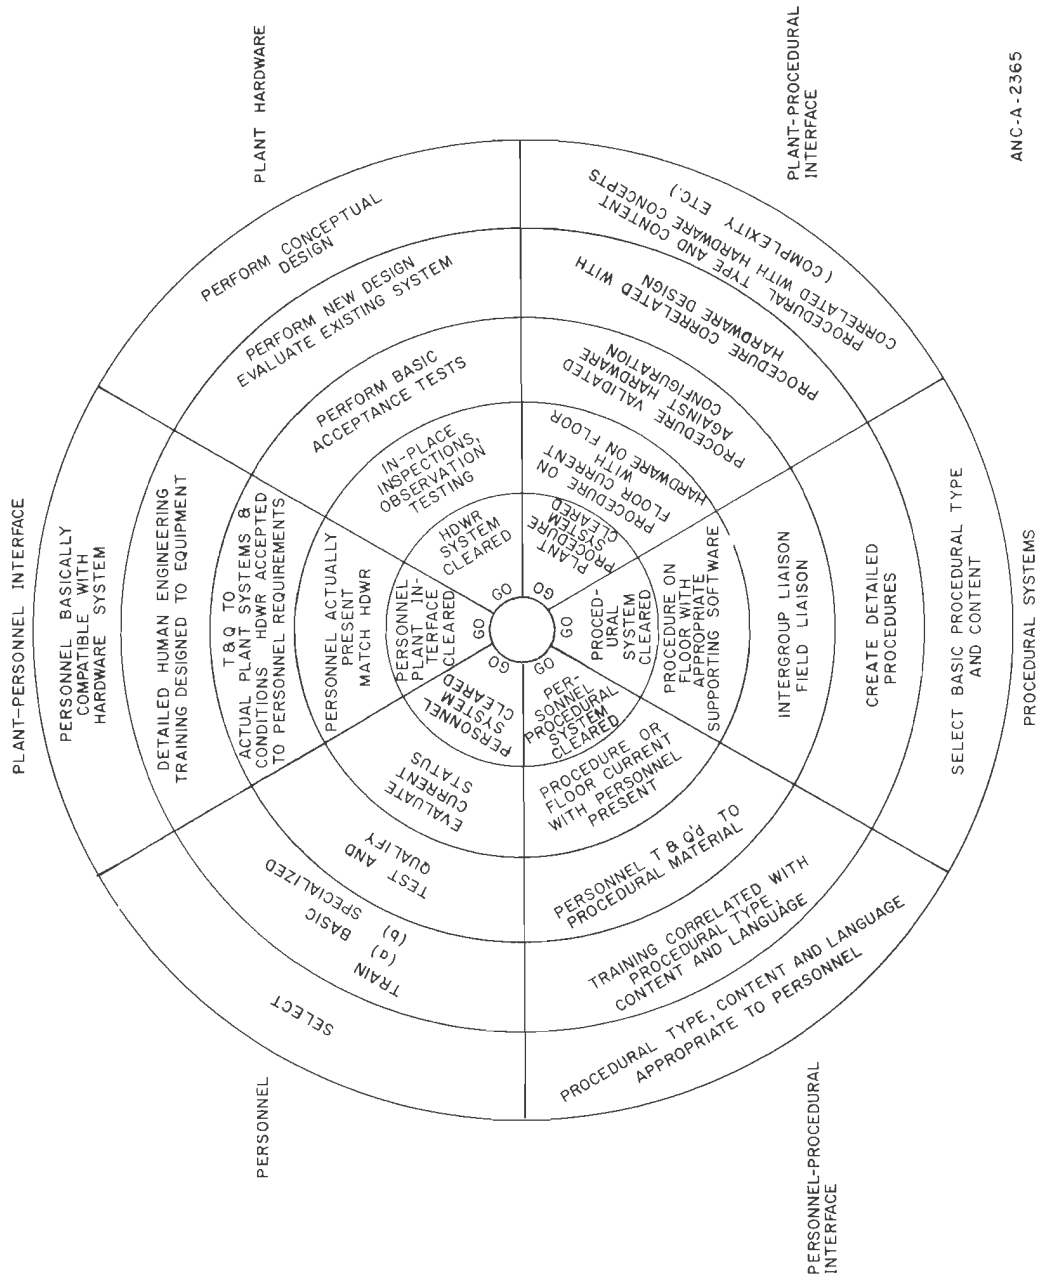 PLANT-PERSONNEL INTERFACE
PERSONNEL BASICALLY
COMPATIBLE WITH
HARDWARE SYSTEM
DETAILED HUMAN ENGINEERING
TRAINING DESIGNED TO EQUIPMENT
T&Q TO
ACTUAL PLANT SYSTEMS &
CONDITIONS HDWR ACCEPTED
TO PERSONNEL REQUIREMENTS
PERSONNEL ACTUALLY
PRESENT
MATCH HDWR
PERSONNEL-
PLANT IN-
TERFACE
CLEARED
GO
PLANT HARDWARE
PERFORM CONCEPTUAL
DESIGN
PERFORM NEW DESIGN
EVALUATE EXISTING SYSTEM
PERFORM BASIC
ACCEPTANCE TESTS
IN-PLACE
INSPECTIONS,
OBSERVATION
TESTING
HDWR
SYSTEM
CLEARED
GO
PLANT-PROCEDURAL
INTERFACE
PROCEDURAL TYPE AND CONTENT
CORRELATED WITH HARDWARE CONCEPTS
(COMPLEXITY ETC.)
PROCEDURE CORRELATED WITH
HARDWARE DESIGN
PROCEDURE VALIDATED
AGAINST HARDWARE
CONFIGURATION
PROCEDURE ON
FLOOR CURRENT
WITH
HARDWARE ON FLOOR
PLANT
PROCEDURE
SYSTEM
CLEARED
GO
PROCEDURAL SYSTEMS
SELECT BASIC PROCEDURAL TYPE
AND CONTENT
CREATE DETAILED
PROCEDURES
INTERGROUP LIAISON
FIELD LIAISON
PROCEDURE ON
FLOOR WITH
APPROPRIATE
SUPPORTING SOFTWARE
PROCED-
URAL
SYSTEM
CLEARED
GO
PERSONNEL-PROCEDURAL
INTERFACE
PROCEDURAL TYPE, CONTENT AND LANGUAGE
APPROPRIATE TO PERSONNEL
TRAINING CORRELATED WITH
PROCEDURAL TYPE,
CONTENT AND LANGUAGE
PERSONNEL T & Q'd TO
PROCEDURAL MATERIAL
PROCEDURE OR
FLOOR CURRENT
WITH PERSONNEL
PRESENT
PER-
SONNEL
PROCEDURAL
SYSTEM
CLEARED
GO
PERSONNEL
SELECT
TRAIN
(a) BASIC
(b) SPECIALIZED
TEST AND
QUALIFY
EVALUATE
CURRENT
STATUS
PERSONNEL
SYSTEM
CLEARED
GO
ANC-A-2365